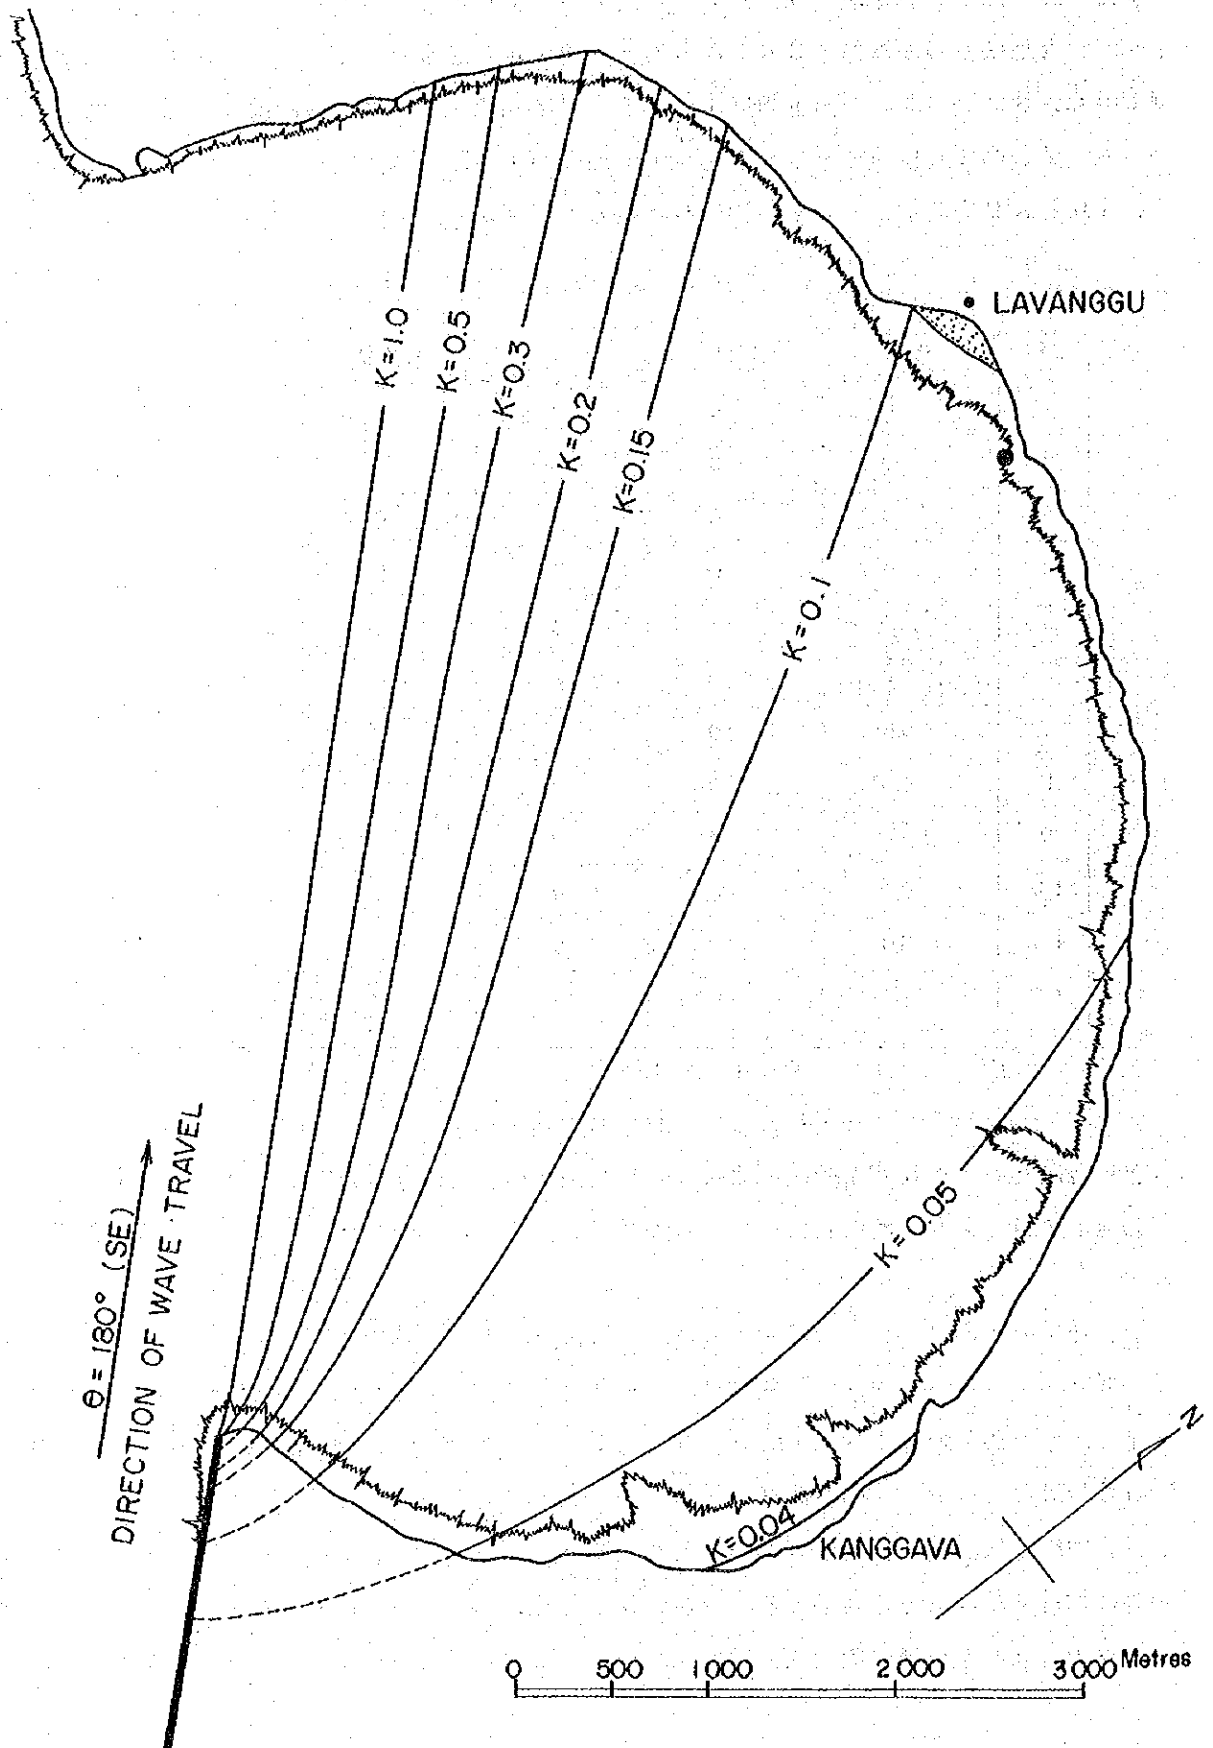 LAVANGGU
K=1.0
K=0.5
K=0.3
K=0.2
K=0.15
K=0.1
K=0.05
K=0.04
KANGGAVA
θ = 180° (SE)
DIRECTION OF WAVE TRAVEL
N
0 500 1000 2000 3000 Metres